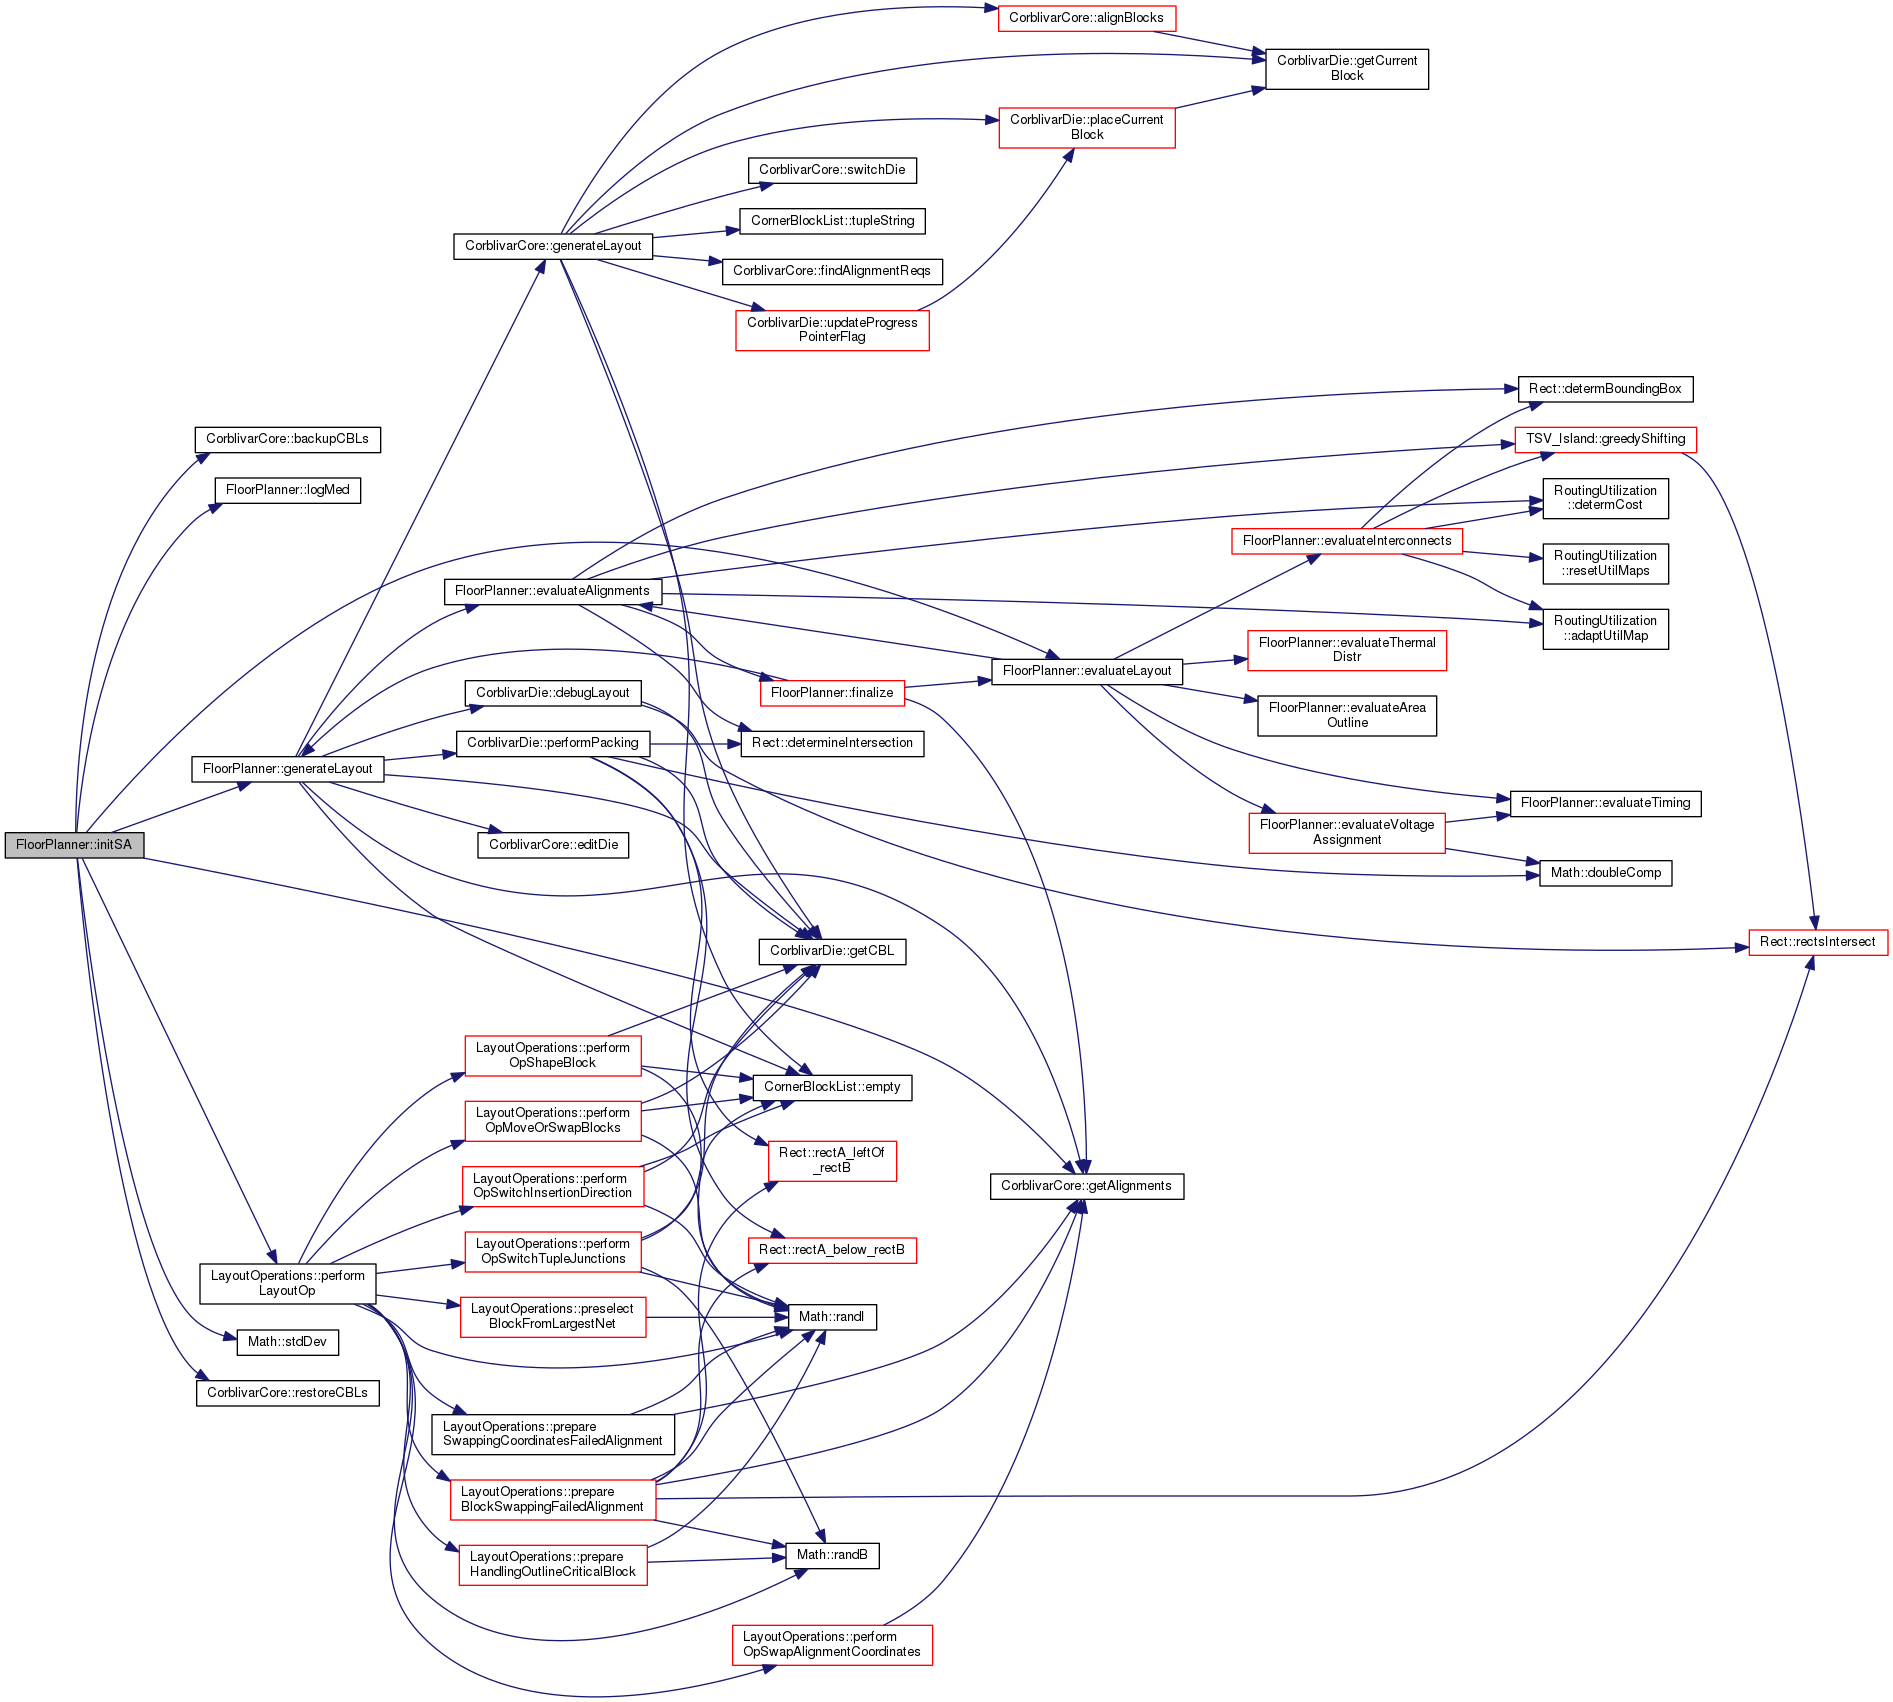 CorblivarCore::alignBlocks
CorblivarDie::getCurrent
Block
CorblivarDie::placeCurrent
Block
CorblivarCore::switchDie
CornerBlockList::tupleString
CorblivarCore::generateLayout
CorblivarCore::findAlignmentReqs
CorblivarDie::updateProgress
PointerFlag
Rect::determBoundingBox
CorblivarCore::backupCBLs
TSV_Island::greedyShifting
FloorPlanner::logMed
RoutingUtilization
::determCost
FloorPlanner::evaluateInterconnects
RoutingUtilization
::resetUtilMaps
FloorPlanner::evaluateAlignments
RoutingUtilization
::adaptUtilMap
FloorPlanner::evaluateThermal
Distr
FloorPlanner::evaluateLayout
CorblivarDie::debugLayout
FloorPlanner::finalize
FloorPlanner::evaluateArea
Outline
CorblivarDie::performPacking
Rect::determineIntersection
FloorPlanner::generateLayout
FloorPlanner::evaluateTiming
FloorPlanner::initSA
CorblivarCore::editDie
FloorPlanner::evaluateVoltage
Assignment
Math::doubleComp
CorblivarDie::getCBL
Rect::rectsIntersect
LayoutOperations::perform
OpShapeBlock
CornerBlockList::empty
LayoutOperations::perform
OpMoveOrSwapBlocks
Rect::rectA_leftOf
_rectB
LayoutOperations::perform
OpSwitchInsertionDirection
CorblivarCore::getAlignments
LayoutOperations::perform
OpSwitchTupleJunctions
Rect::rectA_below_rectB
LayoutOperations::perform
LayoutOp
LayoutOperations::preselect
BlockFromLargestNet
Math::randI
Math::stdDev
CorblivarCore::restoreCBLs
LayoutOperations::prepare
SwappingCoordinatesFailedAlignment
LayoutOperations::prepare
BlockSwappingFailedAlignment
Math::randB
LayoutOperations::prepare
HandlingOutlineCriticalBlock
LayoutOperations::perform
OpSwapAlignmentCoordinates